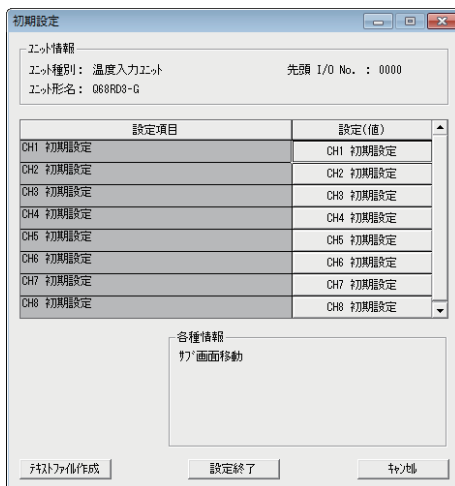 初期設定
ユニット情報
ユニット種別： 温度入力ユニット 先頭 I/O No. ： 0000
ユニット形名： Q68RD3-G
設定項目 設定(値)
CH1 初期設定 CH1 初期設定
CH2 初期設定 CH2 初期設定
CH3 初期設定 CH3 初期設定
CH4 初期設定 CH4 初期設定
CH5 初期設定 CH5 初期設定
CH6 初期設定 CH6 初期設定
CH7 初期設定 CH7 初期設定
CH8 初期設定 CH8 初期設定
各種情報
サブ画面移動
テキストファイル作成 設定終了 キャンセル